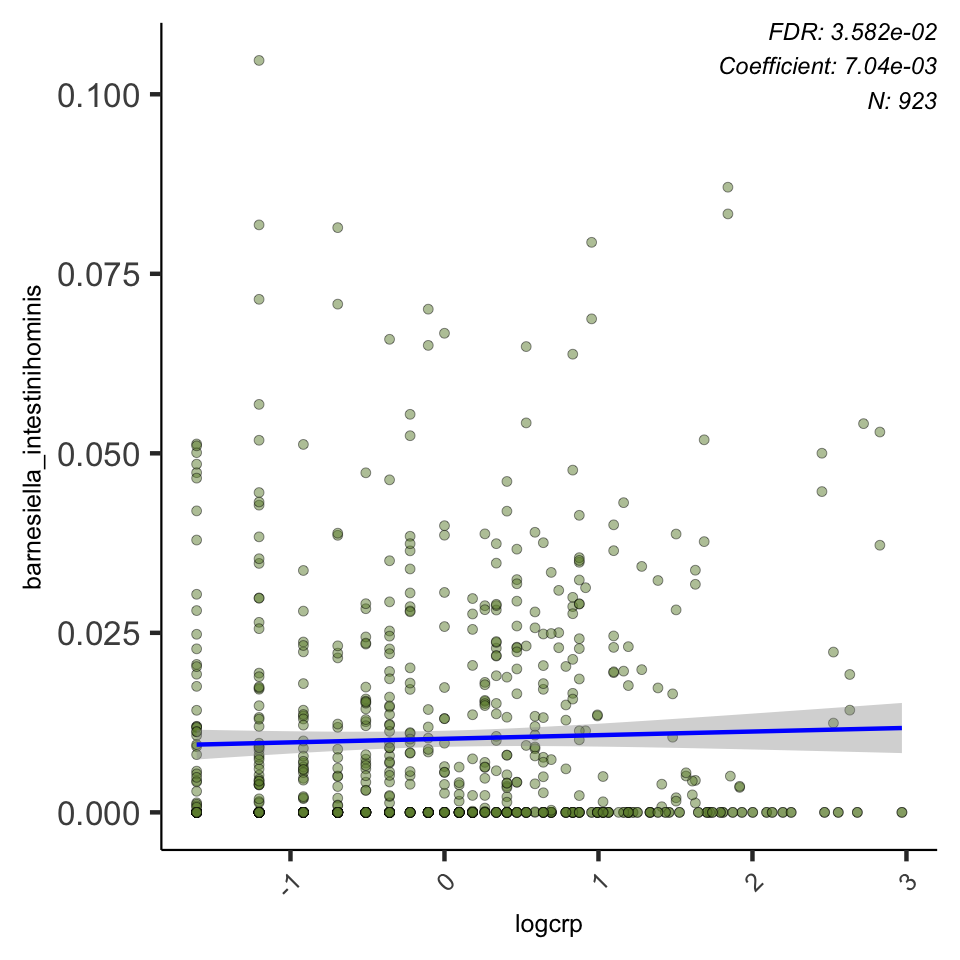 FDR: 3.582e-02
Coefficient: 7.04e-03
N: 923
0.100
0.075
0.050
0.025
0.000
barnesiella_intestinihominis
-1
0
1
2
3
logcrp